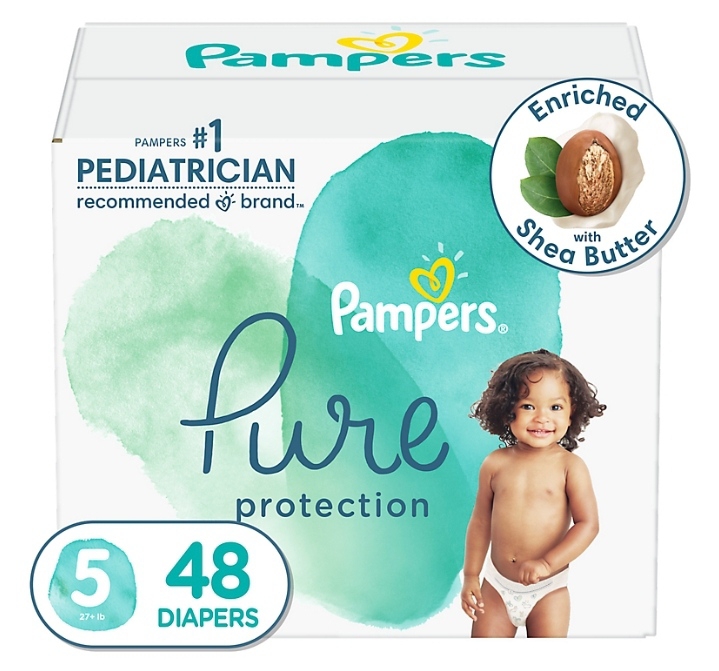 Pampers
Enriched
with
Shea Butter
PAMPERS #1
PEDIATRICIAN
recommended brand™
Pampers®
Pure
protection
5
27+ lb
48
DIAPERS